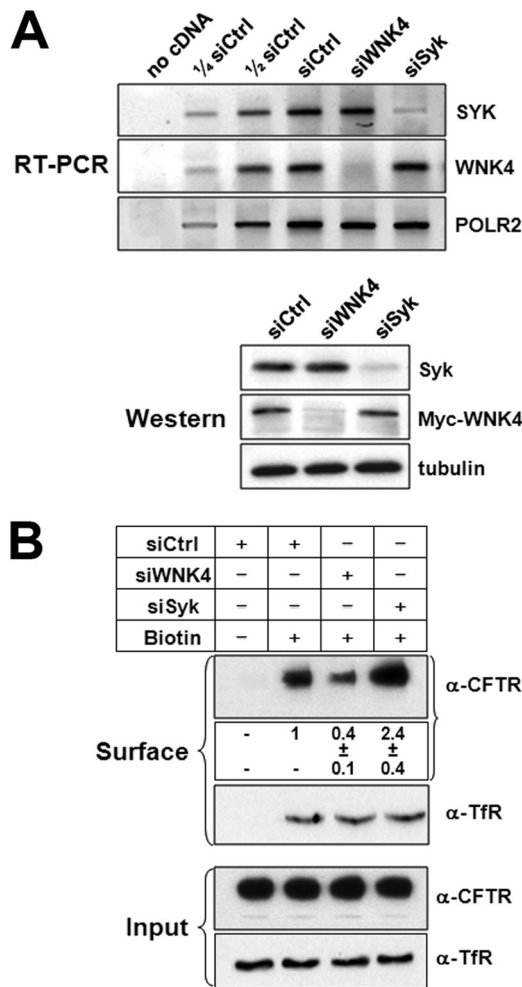 A
no cDNA ¼ siCtrl ½ siCtrl siCtrl siWNK4 siSyk
SYK
RT-PCR WNK4
POLR2
siCtrl siWNK4 siSyk
Syk
Western Myc-WNK4
tubulin
B
siCtrl + + – –
siWNK4 – – + –
siSyk – – – +
Biotin – + + +
α-CFTR
Surface - 1 0.4 2.4
± ±
- - 0.1 0.4
α-TfR
α-CFTR
Input
α-TfR